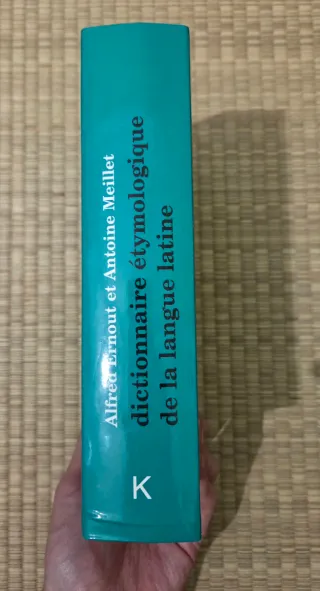 Alfred Ernout et Antoine Meillet
dictionnaire étymologique
de la langue latine
K